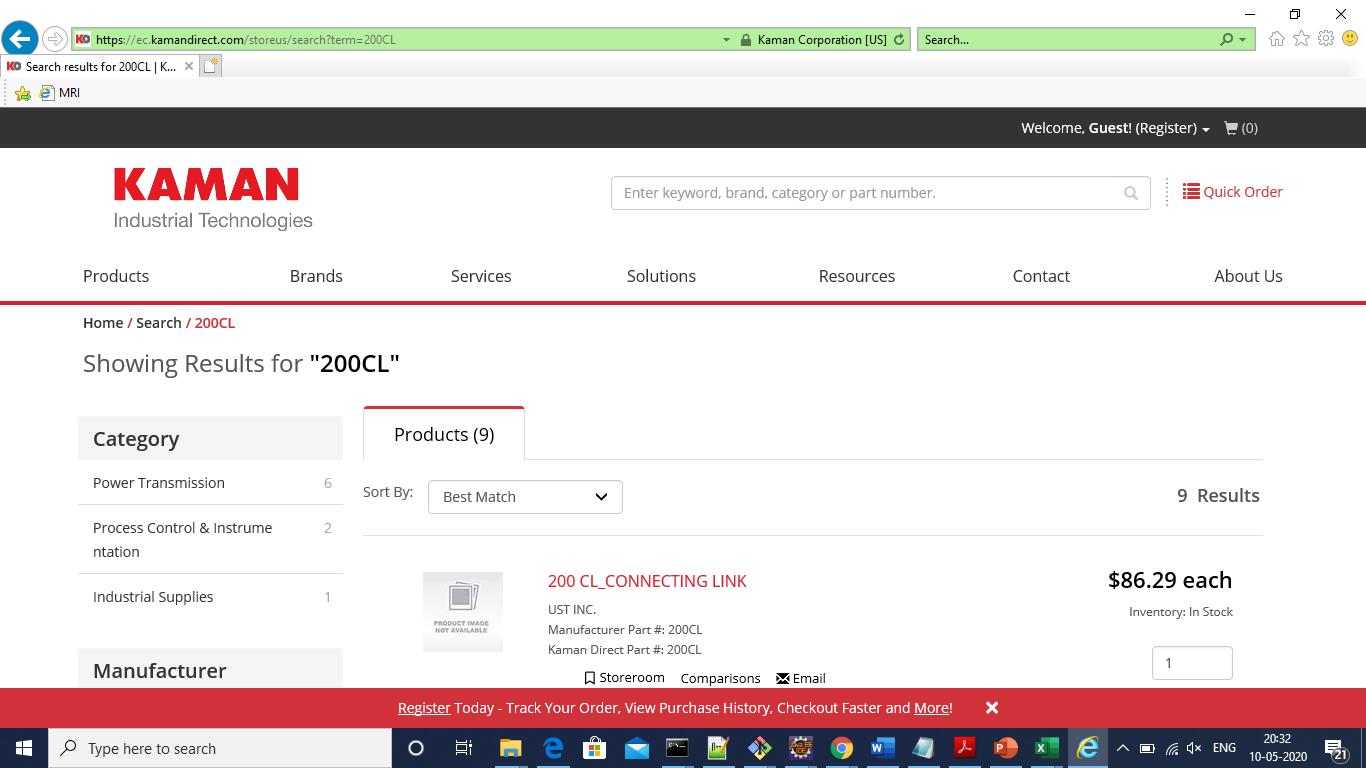 https://ec.kamandirect.com/storeus/search?term=200CL
Kaman Corporation [US]
Search...
KD Search results for 200CL | K...
MRI
Welcome, Guest! (Register)
(0)
KAMAN
Industrial Technologies
Enter keyword, brand, category or part number.
Quick Order
Products Brands Services Solutions Resources Contact About Us
Home / Search / 200CL
Showing Results for "200CL"
Category
Power Transmission 6
Process Control & Instrume
ntation 2
Industrial Supplies 1
Manufacturer
Products (9)
Sort By: Best Match
9 Results
PRODUCT IMAGE
NOT AVAILABLE
200 CL_CONNECTING LINK
UST INC.
Manufacturer Part #: 200CL
Kaman Direct Part #: 200CL
Storeroom Comparisons Email
$86.29 each
Inventory: In Stock
1
Register Today - Track Your Order, View Purchase History, Checkout Faster and More!
Type here to search
ENG
20:32
10-05-2020
21